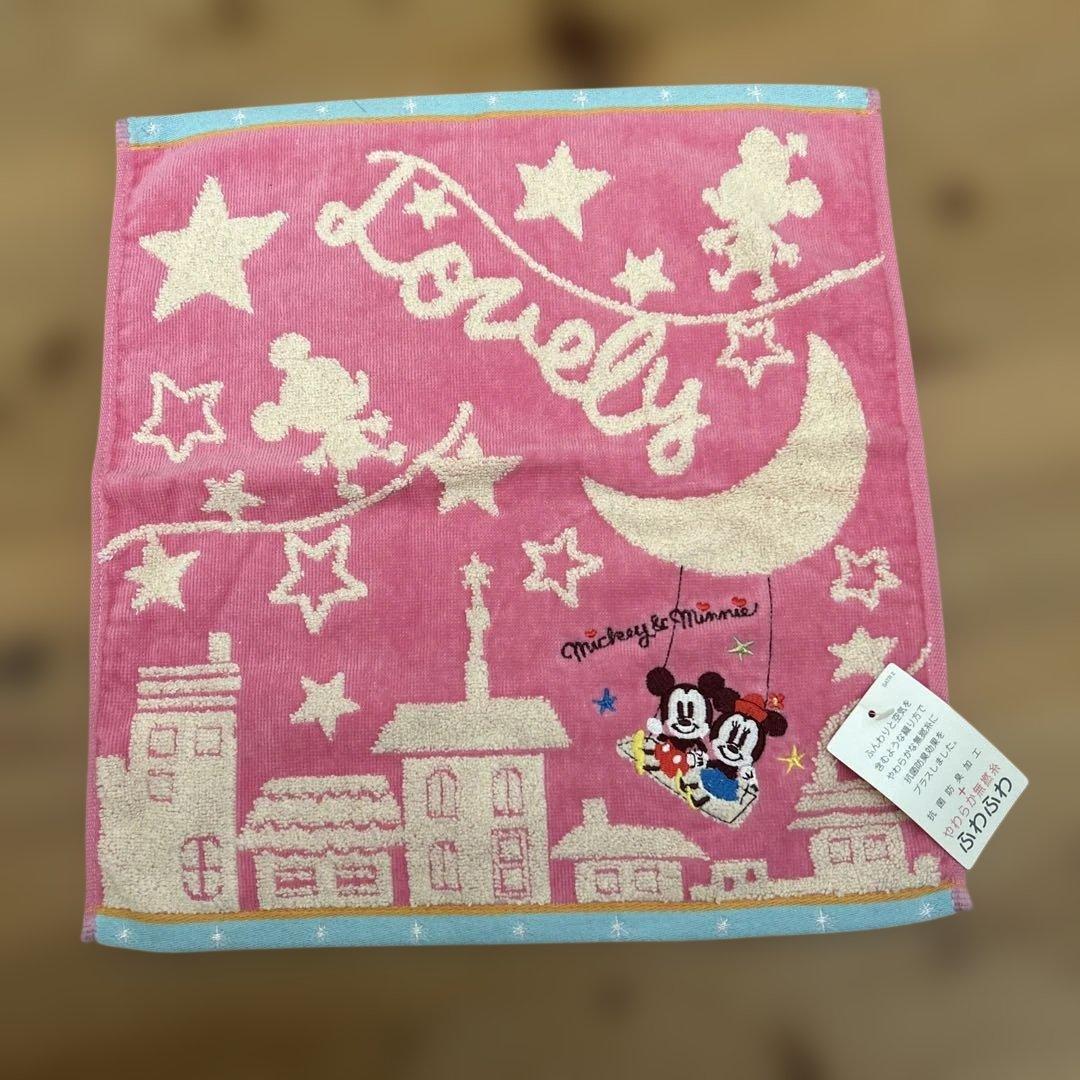 Lovely
Mickey & Minnie
ふんわりと空気を
含むような織り方で
やわらかな無撚糸に
抗菌防臭効果を
プラスしました。
抗菌防臭加工
+
やわらか無撚糸
ふわふわ